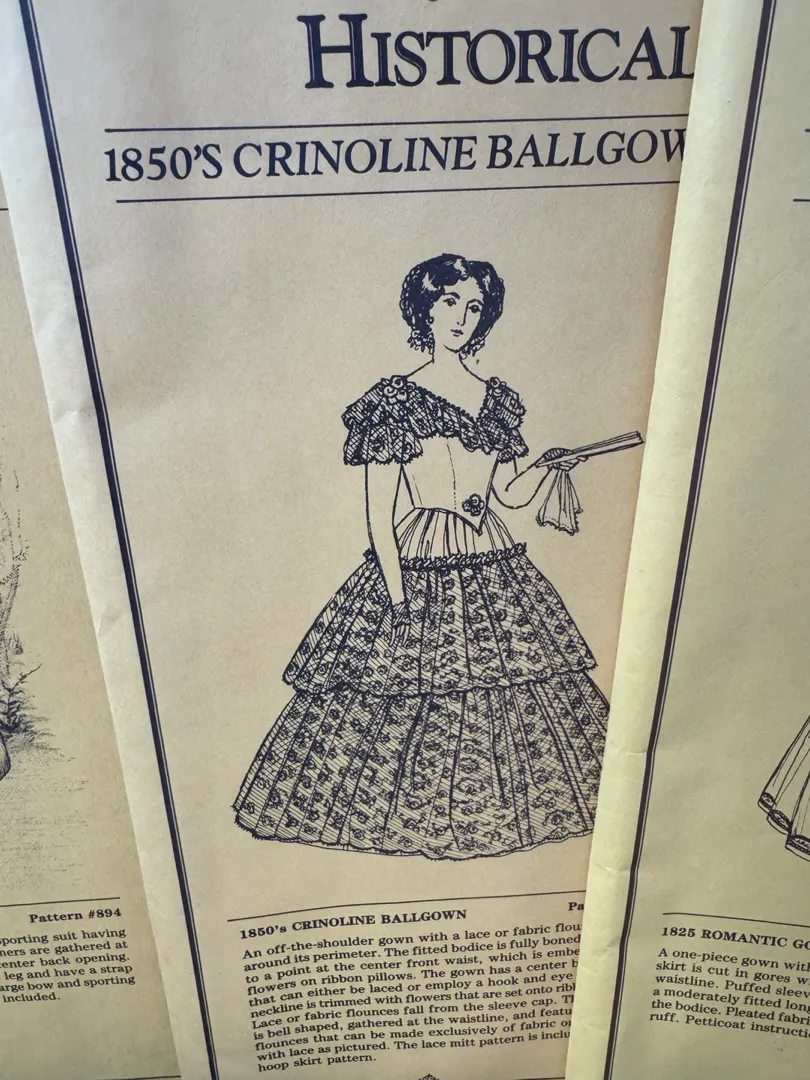 HISTORICAL
1850'S CRINOLINE BALLGOW
Pattern #894
sporting suit having
ners are gathered at
center back opening.
leg and have a strap
arge bow and sporting
included.
1850's CRINOLINE BALLGOWN
An off-the-shoulder gown with a lace or fabric flou
around its perimeter. The fitted bodice is fully boned
to a point at the center front waist, which is embe
flowers on ribbon pillows. The gown has a center b
that can either be laced or employ a hook and eye
neckline is trimmed with flowers that are set onto rib
Lace or fabric flounces fall from the sleeve cap. Th
is bell shaped, gathered at the waistline, and featu
flounces that can be made exclusively of fabric or
with lace as pictured. The lace mitt pattern is inclu
hoop skirt pattern.
1825 ROMANTIC GO
A one-piece gown with
skirt is cut in gores w
waistline. Puffed sleev
a moderately fitted long
the bodice. Pleated fabri
ruff. Petticoat instructi